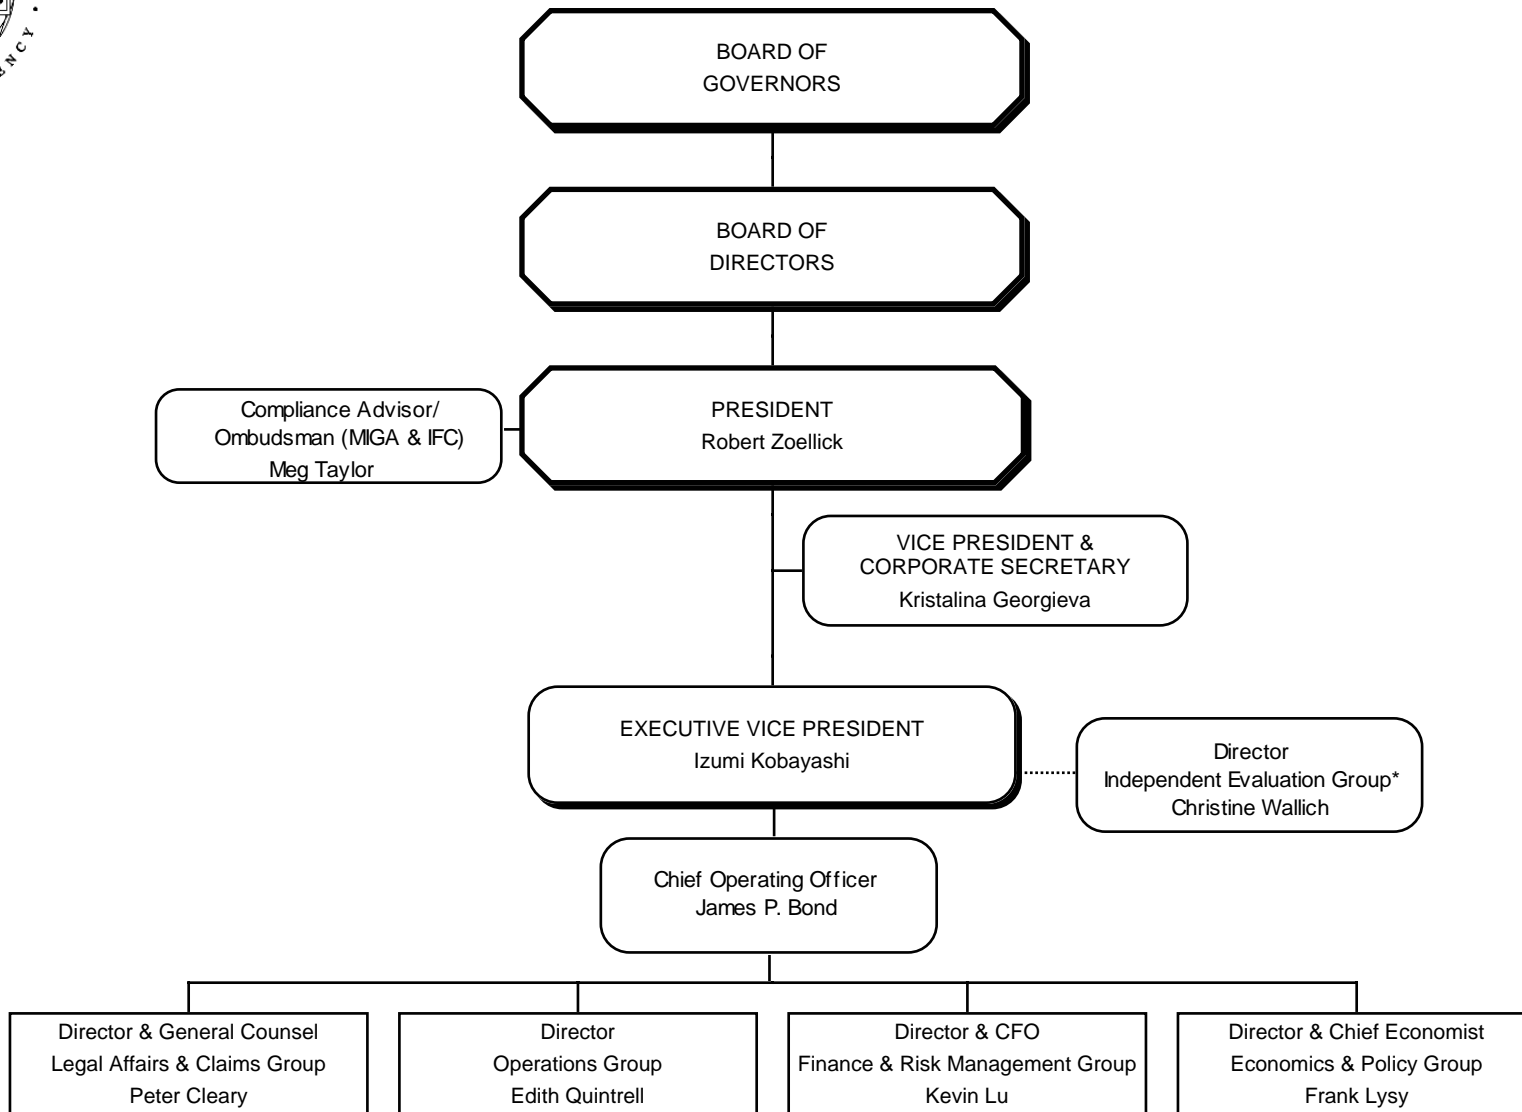 ENCY •
BOARD OF
GOVERNORS
BOARD OF
DIRECTORS
PRESIDENT
Robert Zoellick
Compliance Advisor/
Ombudsman (MIGA & IFC)
Meg Taylor
VICE PRESIDENT &
CORPORATE SECRETARY
Kristalina Georgieva
EXECUTIVE VICE PRESIDENT
Izumi Kobayashi
Director
Independent Evaluation Group*
Christine Wallich
Chief Operating Officer
James P. Bond
Director & General Counsel
Legal Affairs & Claims Group
Peter Cleary
Director
Operations Group
Edith Quintrell
Director & CFO
Finance & Risk Management Group
Kevin Lu
Director & Chief Economist
Economics & Policy Group
Frank Lysy